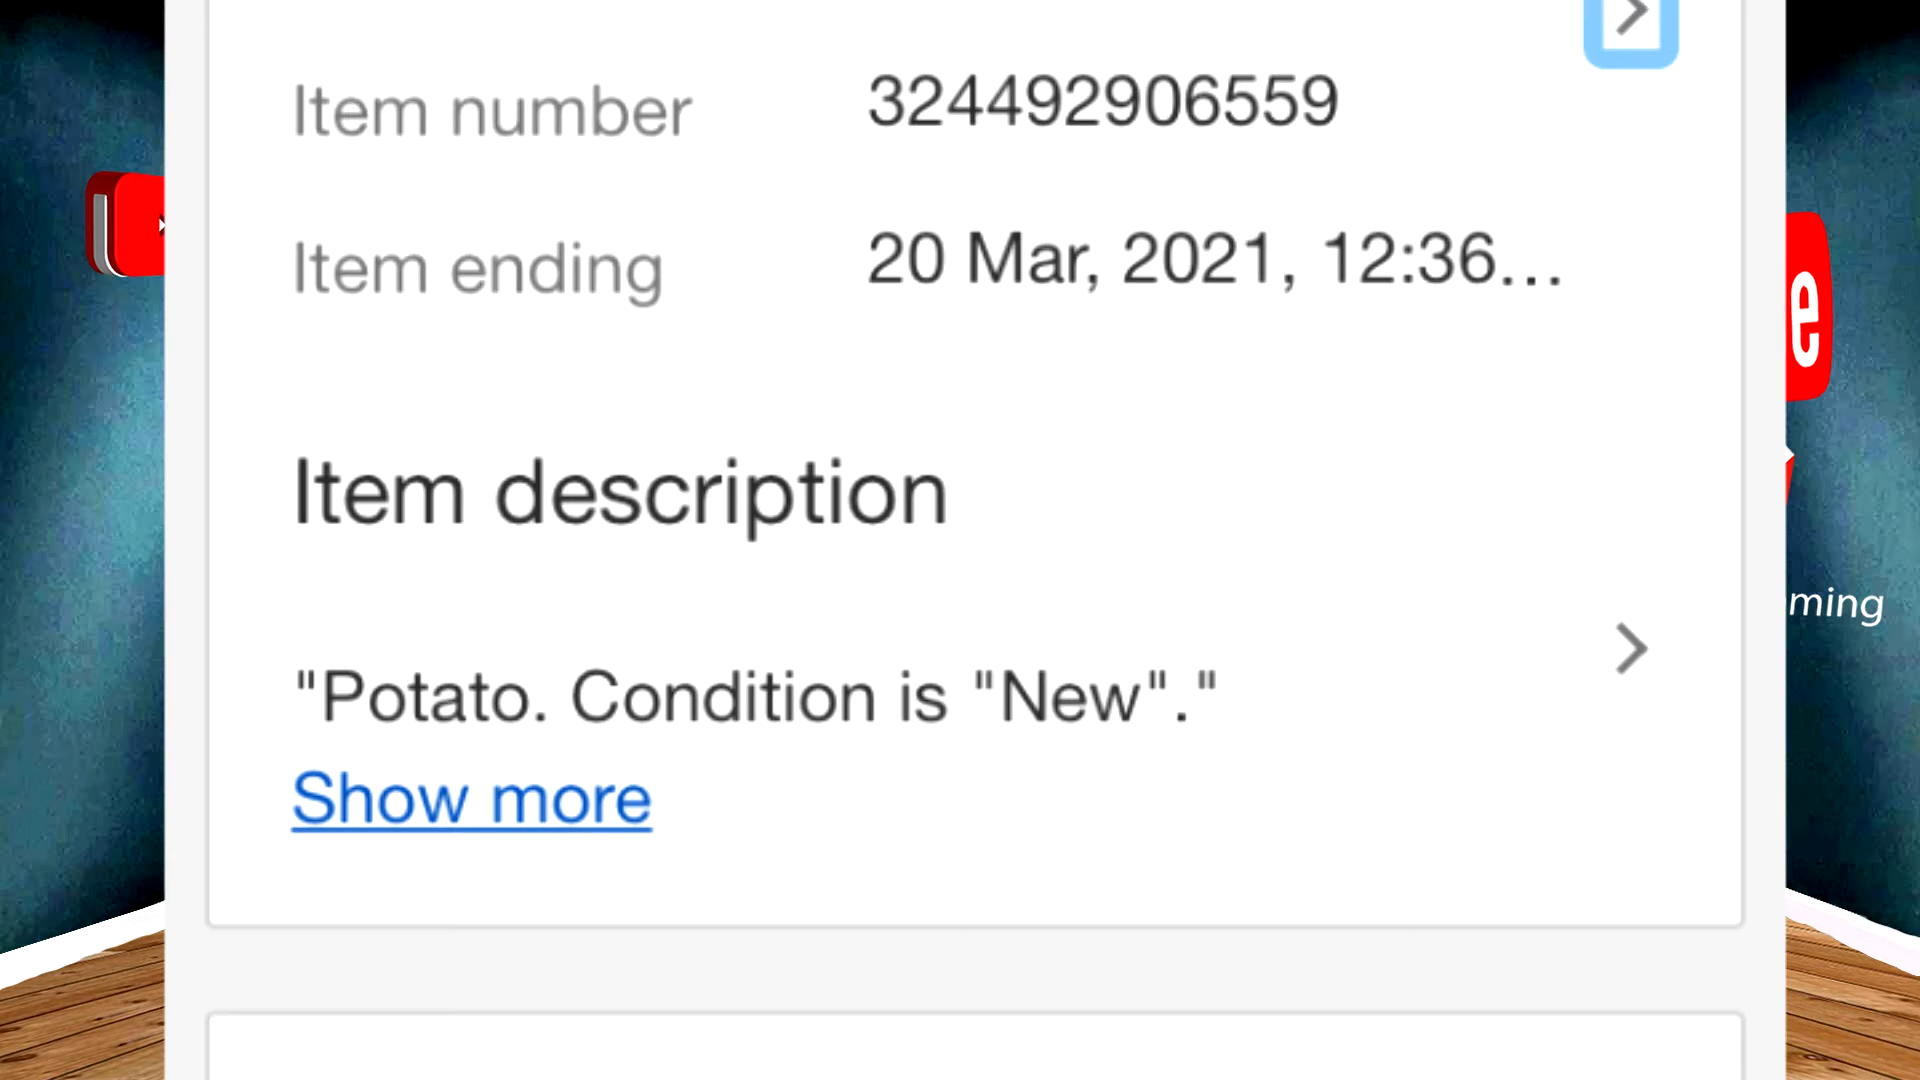 Item number 324492906559
Item ending 20 Mar, 2021, 12:36...
Item description
"Potato. Condition is "New"."
Show more
e
ming